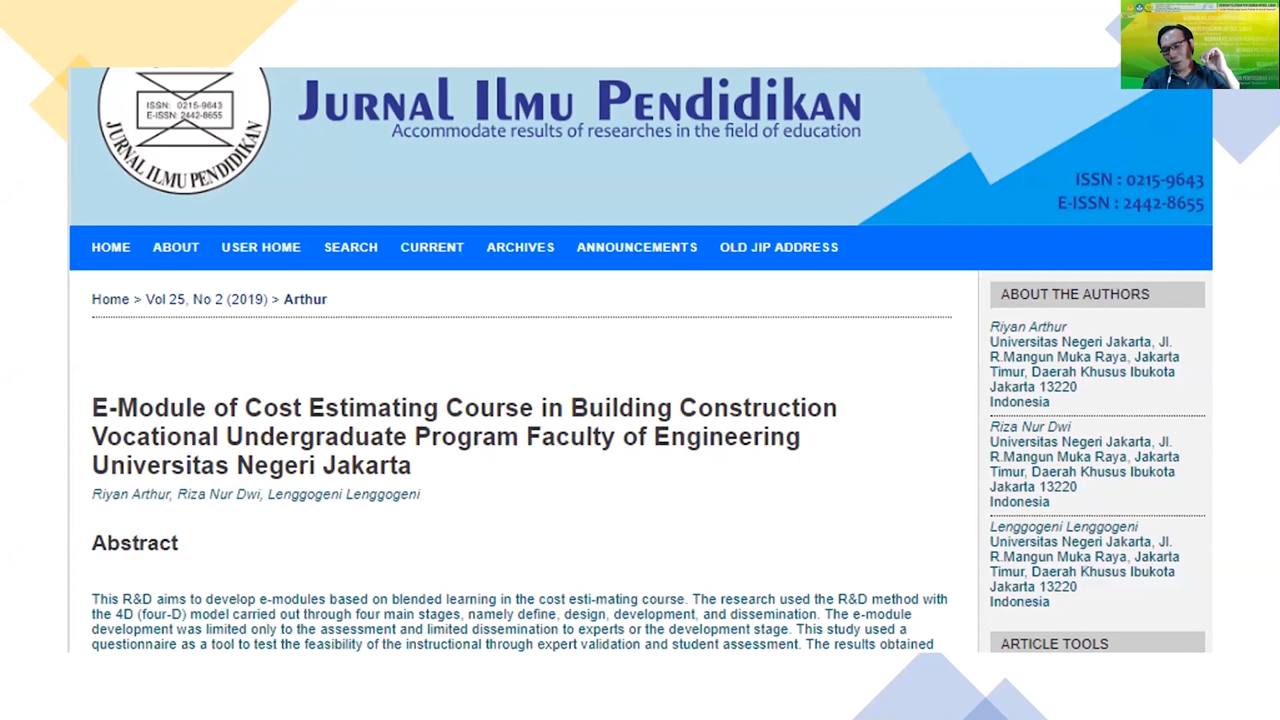 ISSN: 0215-9643
E-ISSN: 2442-8655
JURNAL ILMU PENDIDIKAN
JURNAL ILMU PENDIDIKAN
Accommodate results of researches in the field of education
ISSN : 0215-9643
E-ISSN : 2442-8655
HOME ABOUT USER HOME SEARCH CURRENT ARCHIVES ANNOUNCEMENTS OLD JIP ADDRESS
Home > Vol 25, No 2 (2019) > Arthur
E-Module of Cost Estimating Course in Building Construction
Vocational Undergraduate Program Faculty of Engineering
Universitas Negeri Jakarta
Riyan Arthur, Riza Nur Dwi, Lenggogeni Lenggogeni
Abstract
This R&D aims to develop e-modules based on blended learning in the cost esti-mating course. The research used the R&D method with
the 4D (four-D) model carried out through four main stages, namely define, design, development, and dissemination. The e-module
development was limited only to the assessment and limited dissemination to experts or the development stage. This study used a
questionnaire as a tool to test the feasibility of the instructional through expert validation and student assessment. The results obtained
ABOUT THE AUTHORS
Riyan Arthur
Universitas Negeri Jakarta, Jl.
R.Mangun Muka Raya, Jakarta
Timur, Daerah Khusus Ibukota
Jakarta 13220
Indonesia
Riza Nur Dwi
Universitas Negeri Jakarta, Jl.
R.Mangun Muka Raya, Jakarta
Timur, Daerah Khusus Ibukota
Jakarta 13220
Indonesia
Lenggogeni Lenggogeni
Universitas Negeri Jakarta, Jl.
R.Mangun Muka Raya, Jakarta
Timur, Daerah Khusus Ibukota
Jakarta 13220
Indonesia
ARTICLE TOOLS